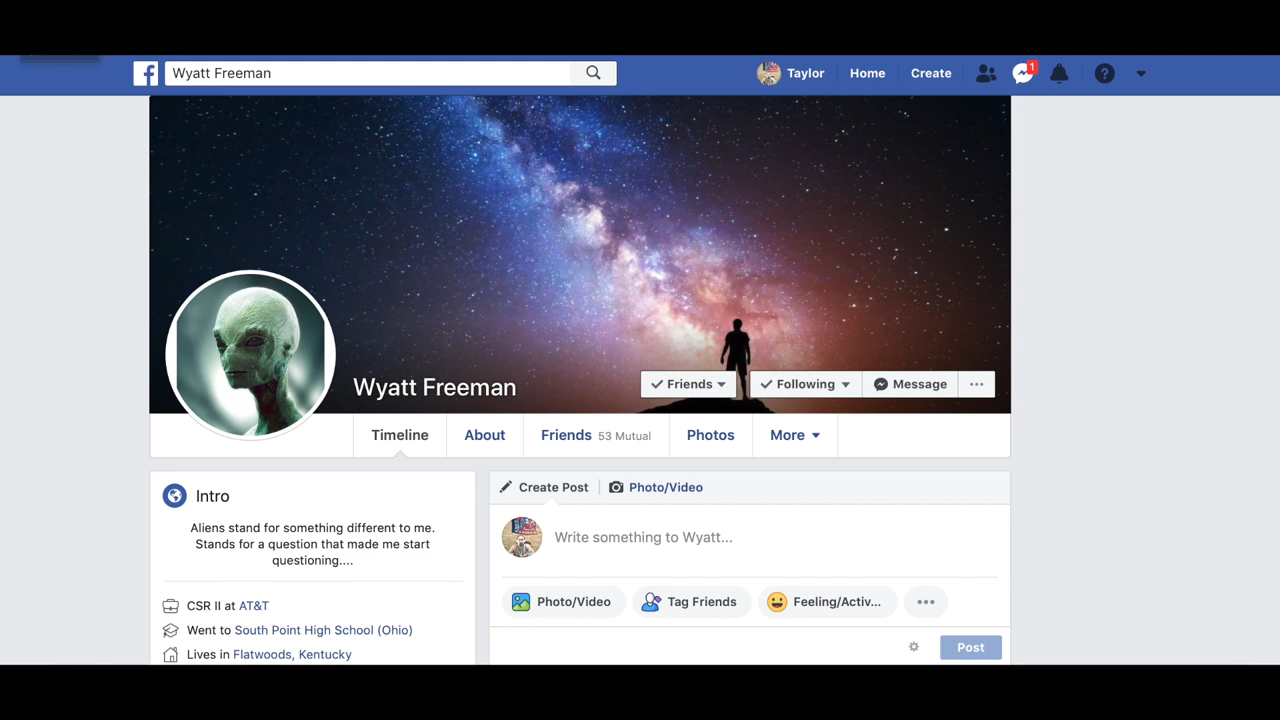 Wyatt Freeman
Taylor
Home
Create
1
Wyatt Freeman
Friends
Following
Message
Timeline
About
Friends 53 Mutual
Photos
More
Intro
Aliens stand for something different to me.
Stands for a question that made me start
questioning....
CSR II at AT&T
Went to South Point High School (Ohio)
Lives in Flatwoods, Kentucky
Create Post
Photo/Video
Write something to Wyatt...
Photo/Video
Tag Friends
Feeling/Activ...
Post